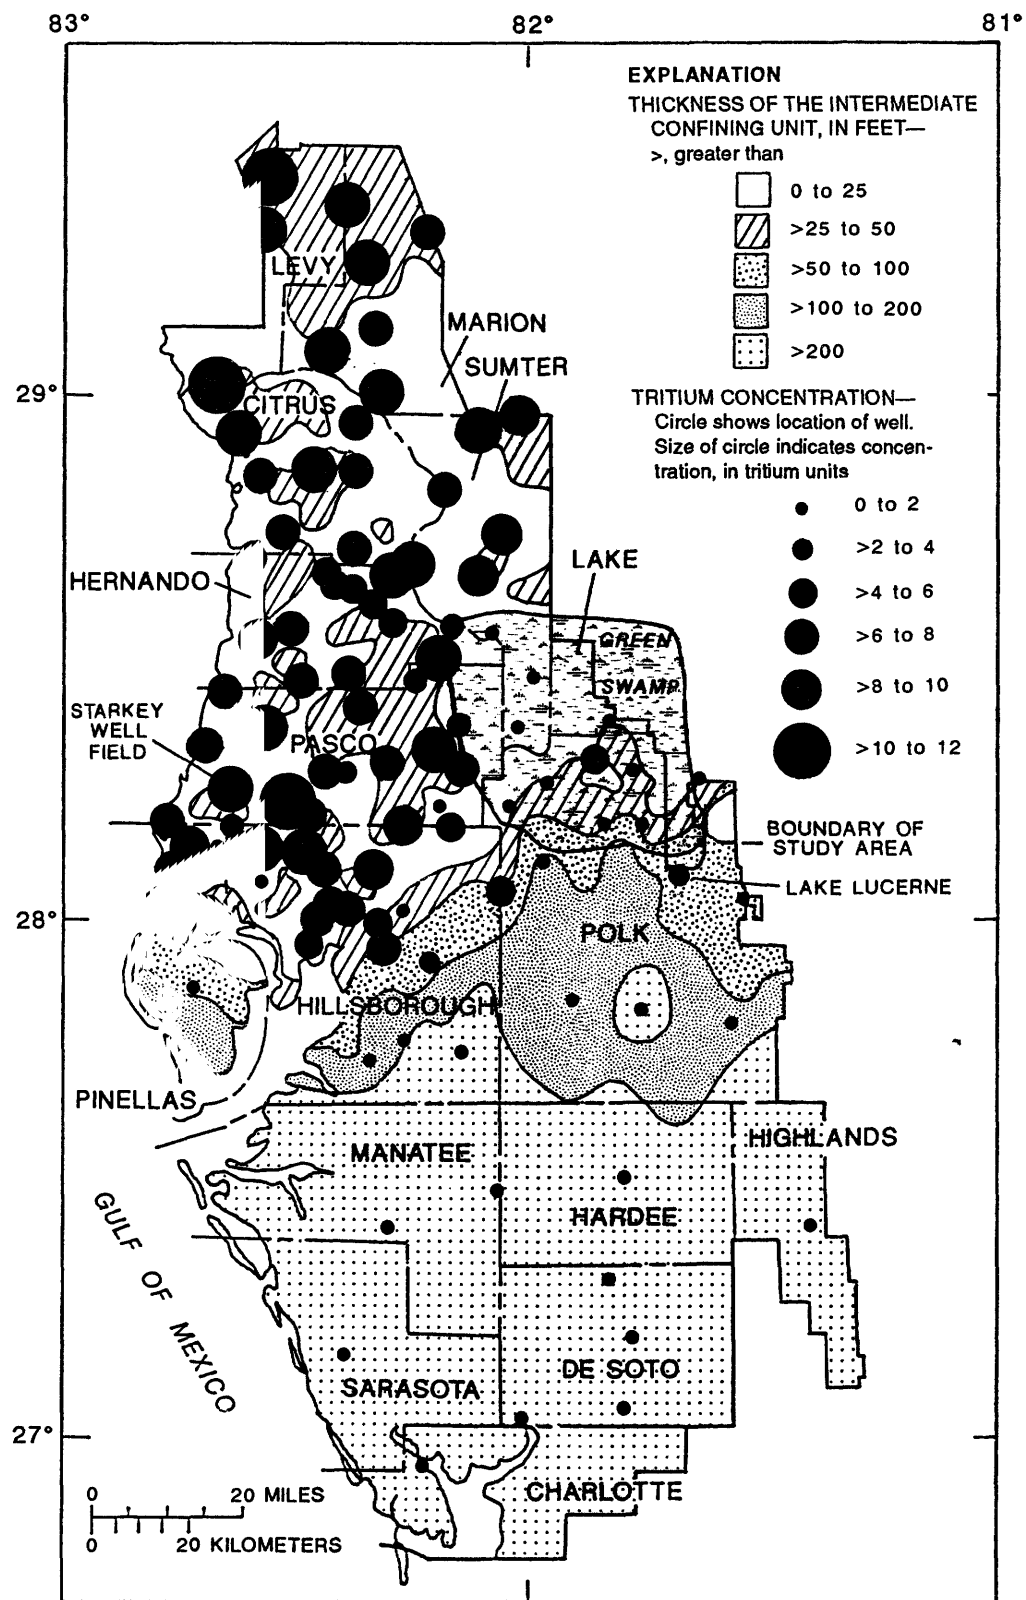 83°
82°
81°
EXPLANATION
THICKNESS OF THE INTERMEDIATE
CONFINING UNIT, IN FEET—
>, greater than
0 to 25
>25 to 50
>50 to 100
>100 to 200
>200
TRITIUM CONCENTRATION—
Circle shows location of well.
Size of circle indicates concen-
tration, in tritium units
0 to 2
>2 to 4
>4 to 6
>6 to 8
>8 to 10
>10 to 12
LEVY
MARION
SUMTER
29°
CITRUS
LAKE
HERNANDO
GREEN
SWAMP
STARKEY
WELL
FIELD
PASCO
BOUNDARY OF
STUDY AREA
LAKE LUCERNE
28°
POLK
HILLSBOROUGH
PINELLAS
HIGHLANDS
MANATEE
HARDEE
GULF OF MEXICO
DE SOTO
SARASOTA
27°
CHARLOTTE
0 20 MILES
0 20 KILOMETERS